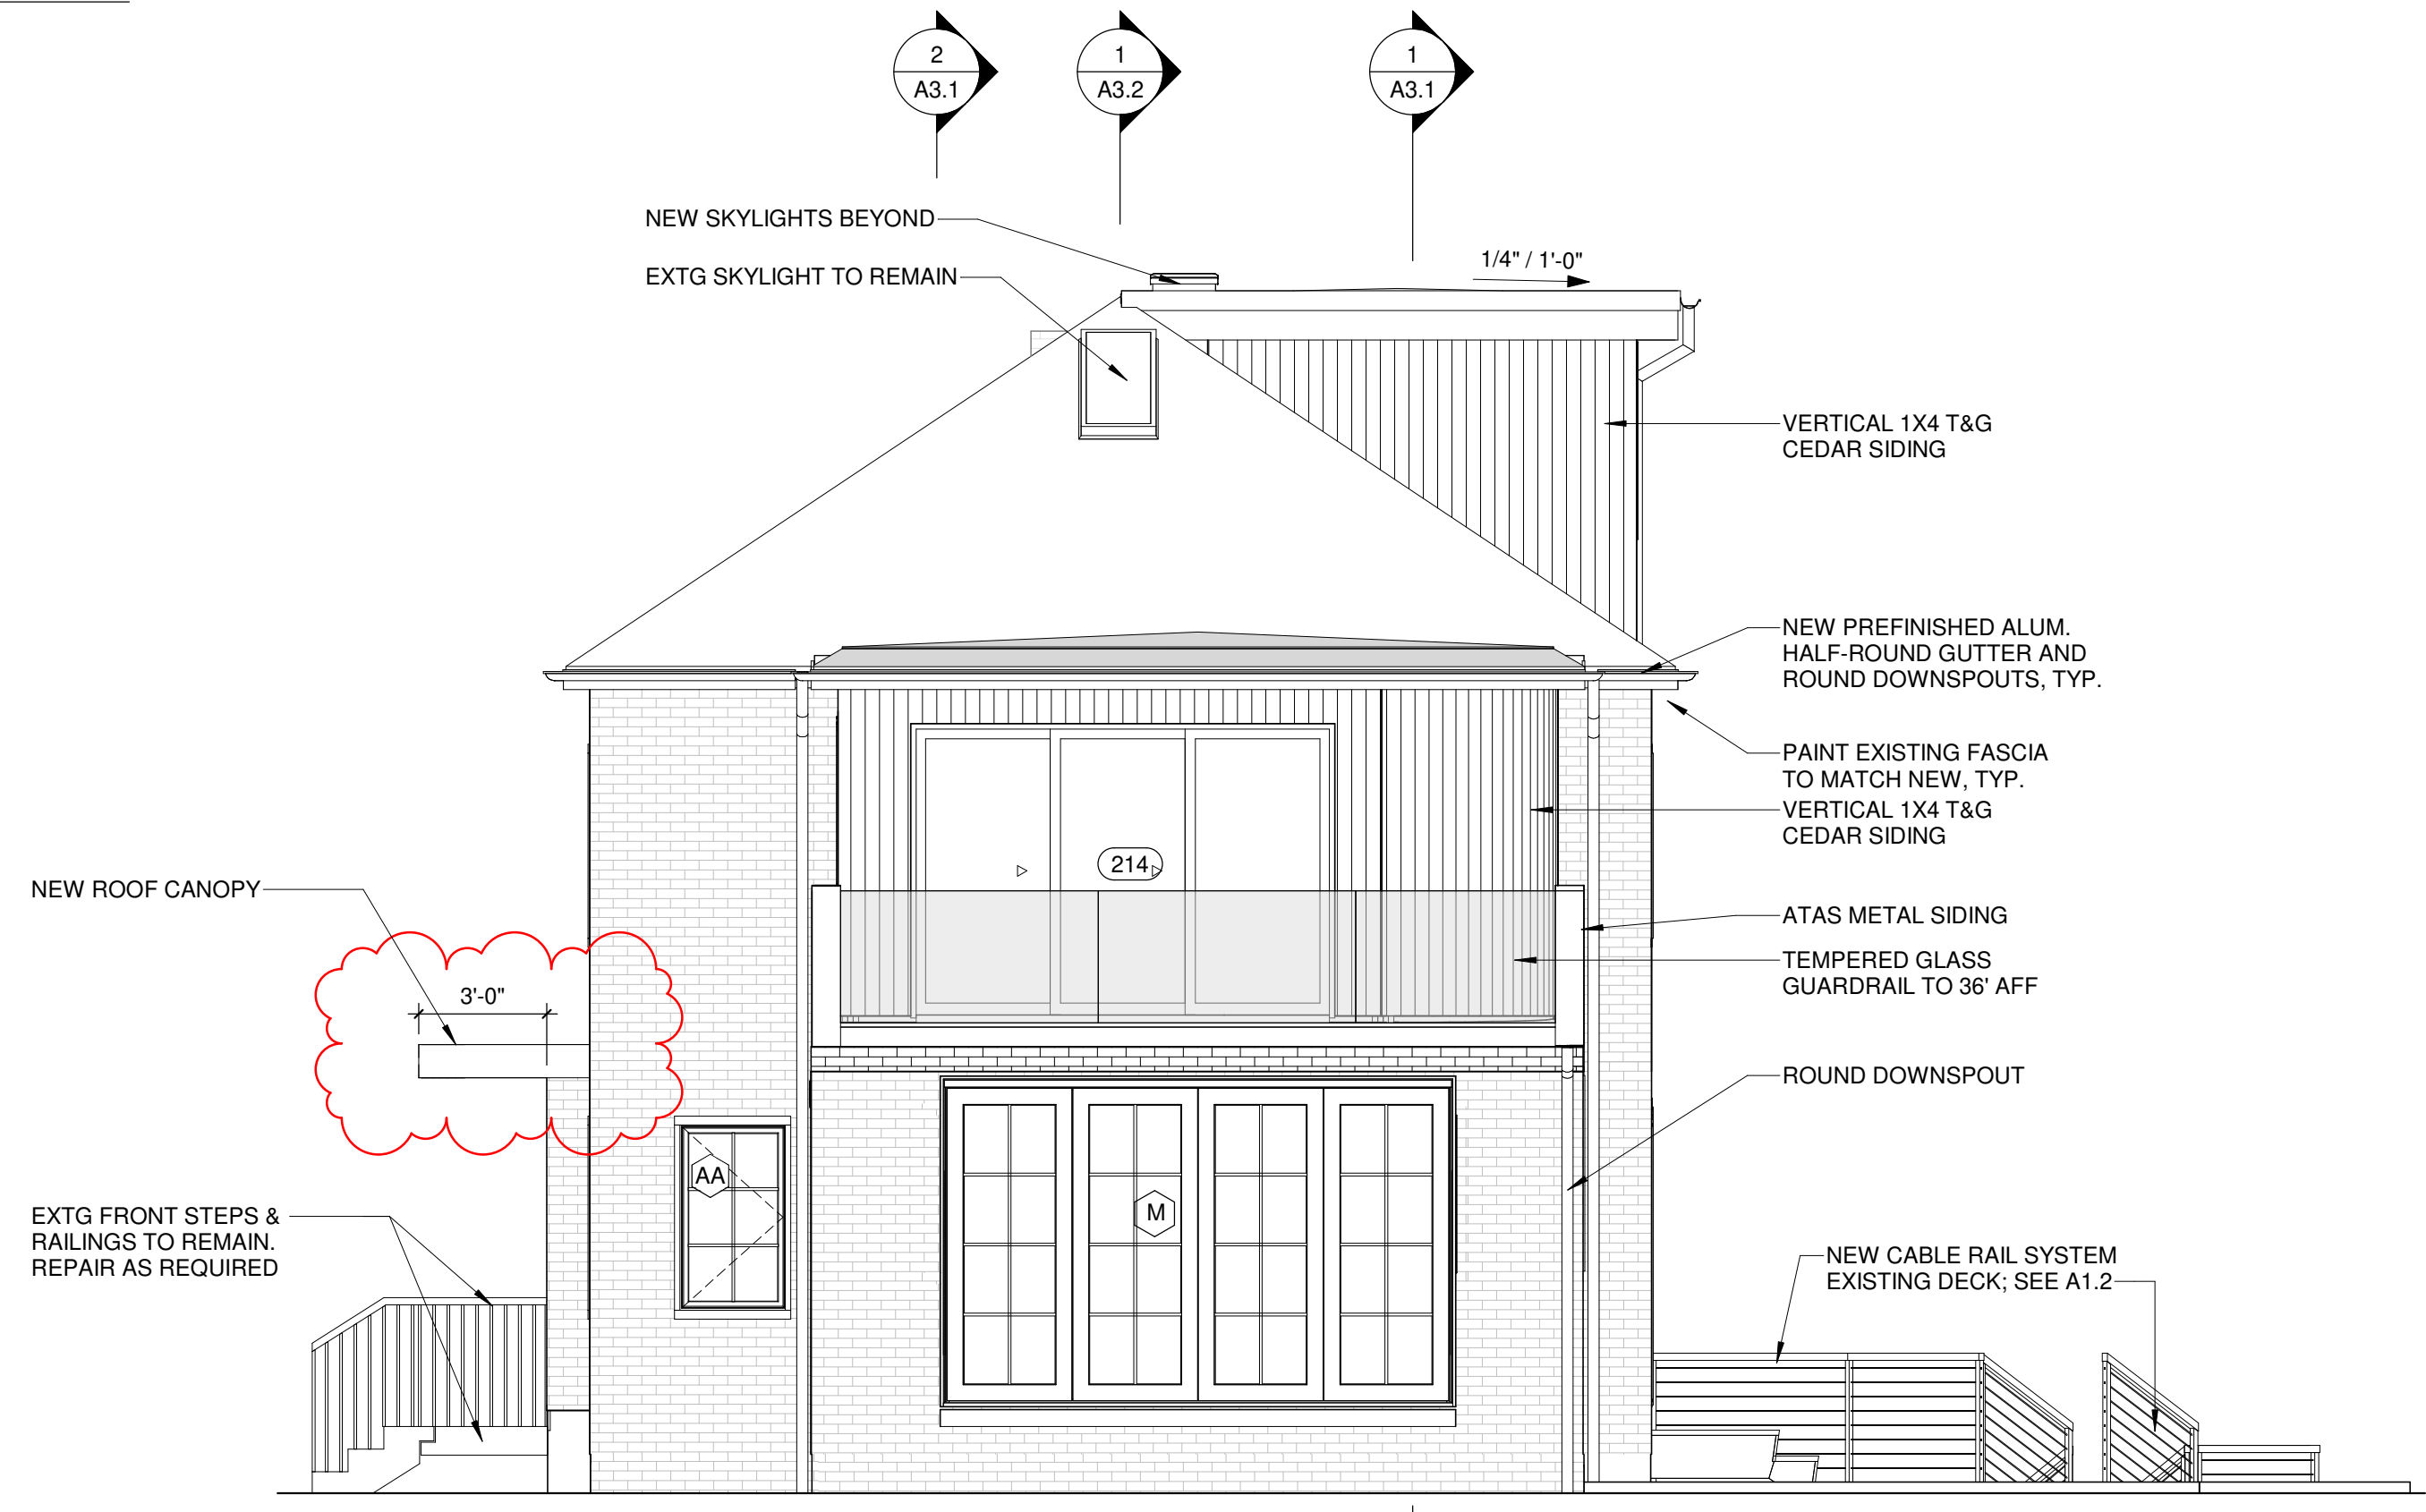 2
A3.1
1
A3.2
1
A3.1
NEW SKYLIGHTS BEYOND
EXTG SKYLIGHT TO REMAIN
1/4" / 1'-0"
VERTICAL 1X4 T&G
CEDAR SIDING
NEW PREFINISHED ALUM.
HALF-ROUND GUTTER AND
ROUND DOWNSPOUTS, TYP.
PAINT EXISTING FASCIA
TO MATCH NEW, TYP.
VERTICAL 1X4 T&G
CEDAR SIDING
214
NEW ROOF CANOPY
ATAS METAL SIDING
TEMPERED GLASS
GUARDRAIL TO 36' AFF
3'-0"
ROUND DOWNSPOUT
AA
M
EXTG FRONT STEPS &
RAILINGS TO REMAIN.
REPAIR AS REQUIRED
NEW CABLE RAIL SYSTEM
EXISTING DECK; SEE A1.2